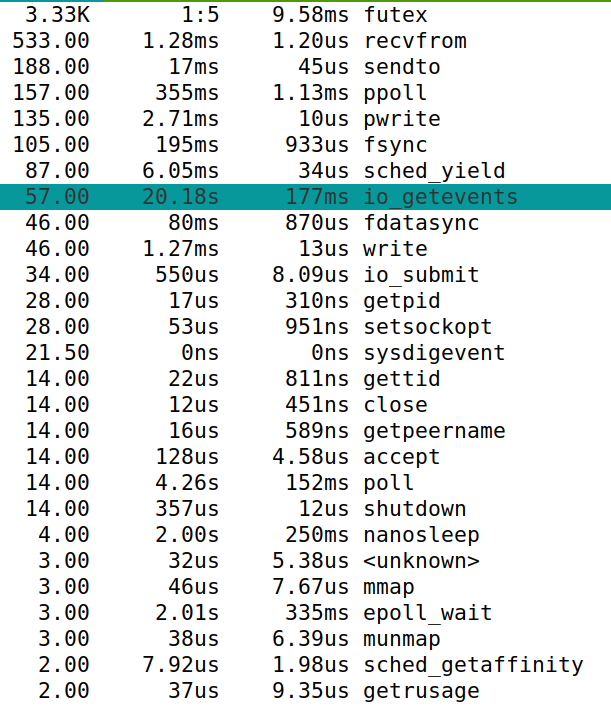 3.33K 1:5 9.58ms futex
533.00 1.28ms 1.20us recvfrom
188.00 17ms 45us sendto
157.00 355ms 1.13ms ppoll
135.00 2.71ms 10us pwrite
105.00 195ms 933us fsync
87.00 6.05ms 34us sched_yield
57.00 20.18s 177ms io_getevents
46.00 80ms 870us fdatasync
46.00 1.27ms 13us write
34.00 550us 8.09us io_submit
28.00 17us 310ns getpid
28.00 53us 951ns setsockopt
21.50 0ns 0ns sysdigevent
14.00 22us 811ns gettid
14.00 12us 451ns close
14.00 16us 589ns getpeername
14.00 128us 4.58us accept
14.00 4.26s 152ms poll
14.00 357us 12us shutdown
4.00 2.00s 250ms nanosleep
3.00 32us 5.38us <unknown>
3.00 46us 7.67us mmap
3.00 2.01s 335ms epoll_wait
3.00 38us 6.39us munmap
2.00 7.92us 1.98us sched_getaffinity
2.00 37us 9.35us getrusage